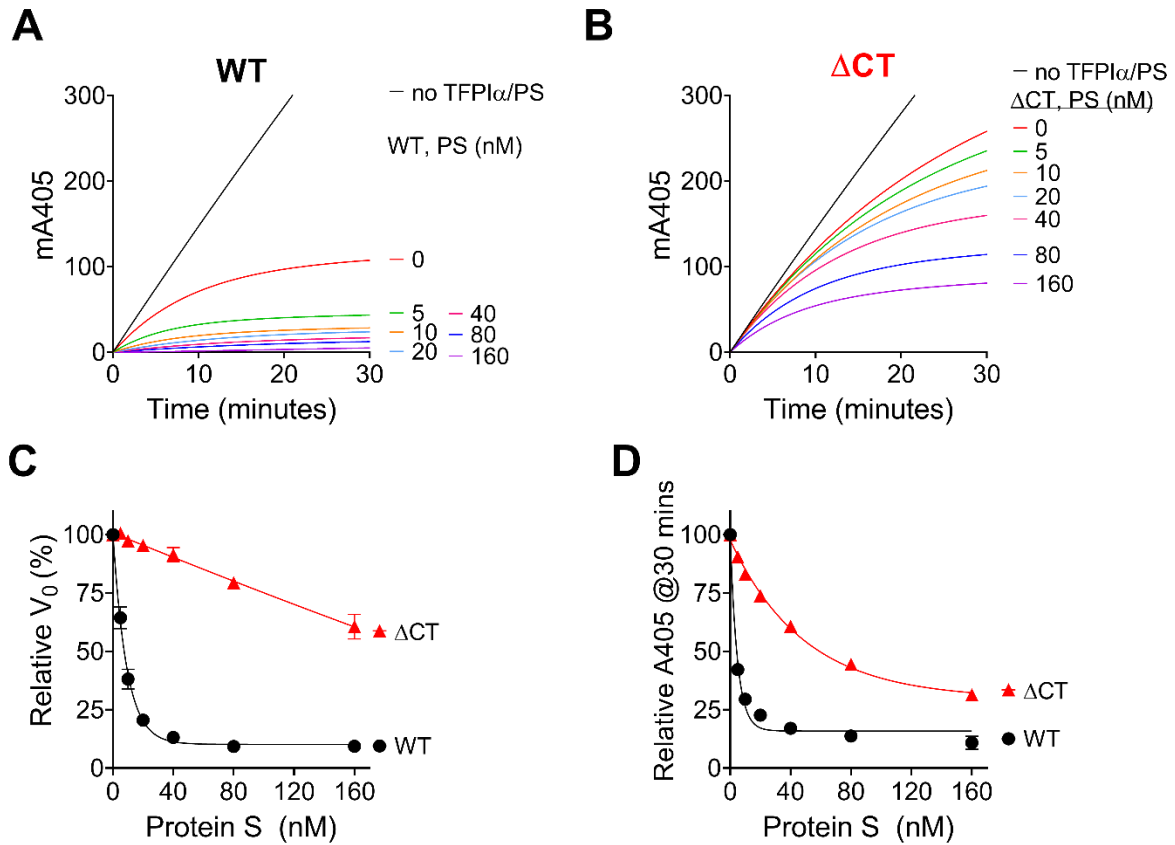 A
WT
300
200
100
0
mA405
0 10 20 30
Time (minutes)
no TFPIα/PS
WT, PS (nM)
0
5 40
10 80
20 160
B
ΔCT
300
200
100
0
mA405
0 10 20 30
Time (minutes)
no TFPIα/PS
ΔCT, PS (nM)
0
5
10
20
40
80
160
C
100
75
50
25
0
Relative V0 (%)
0 40 80 120 160
Protein S (nM)
ΔCT
WT
D
100
75
50
25
0
Relative A405 @30 mins
0 40 80 120 160
Protein S (nM)
ΔCT
WT